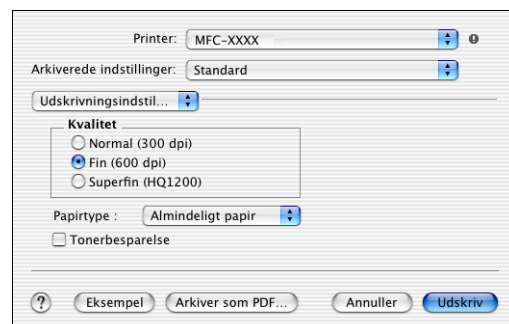 Printer: MFC-XXXX
Arkiverede indstillinger: Standard
Udskrivningsindstil...
Kvalitet
Normal (300 dpi)
Fin (600 dpi)
Superfin (HQ1200)
Papirtype : Almindeligt papir
Tonerbesparelse
? Eksempel Arkiver som PDF... Annuller Udskriv